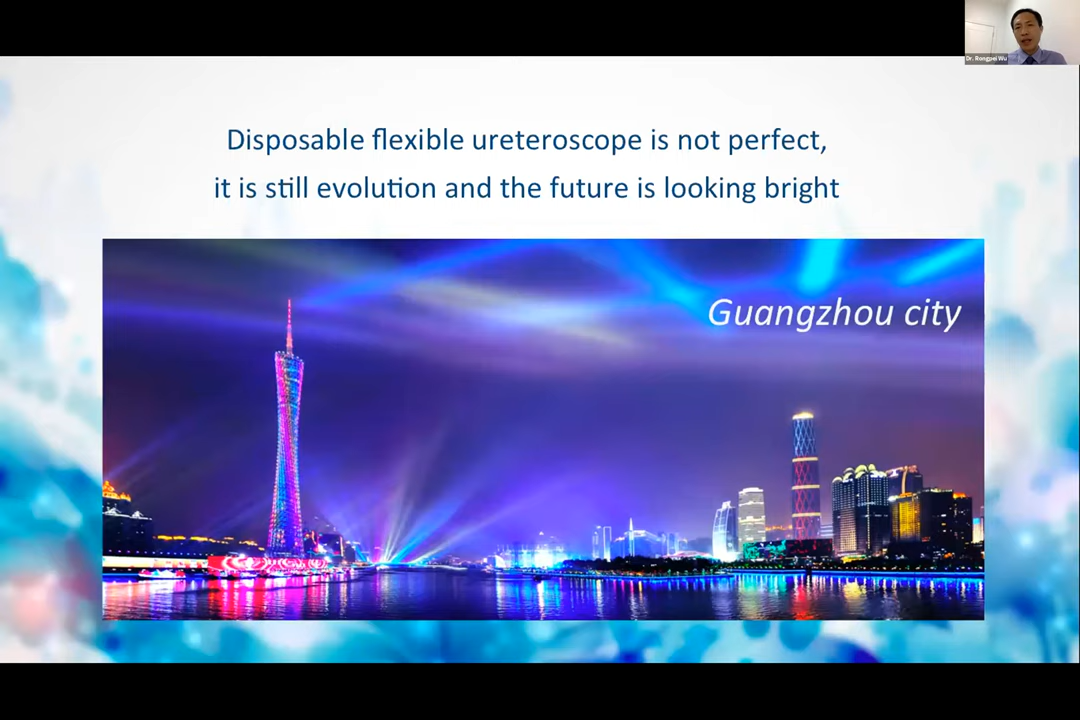 Dr. Rongpei Wu
Disposable flexible ureteroscope is not perfect,
it is still evolution and the future is looking bright
Guangzhou city